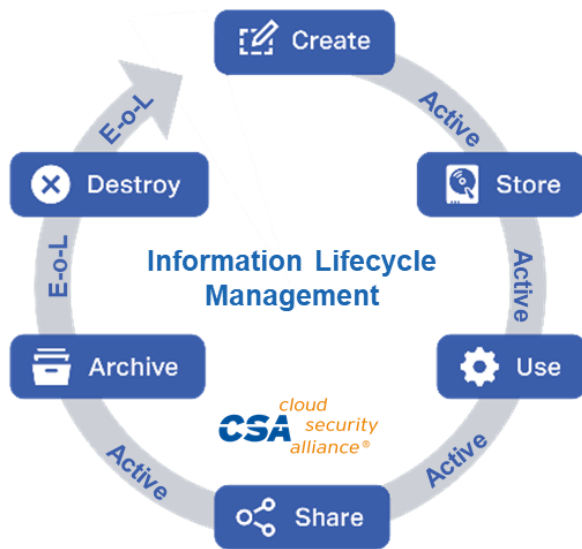 Create
Active
Store
Active
Use
Active
Share
Active
Archive
E-o-L
Destroy
E-o-L
Information Lifecycle
Management
CSA cloud
security
alliance®